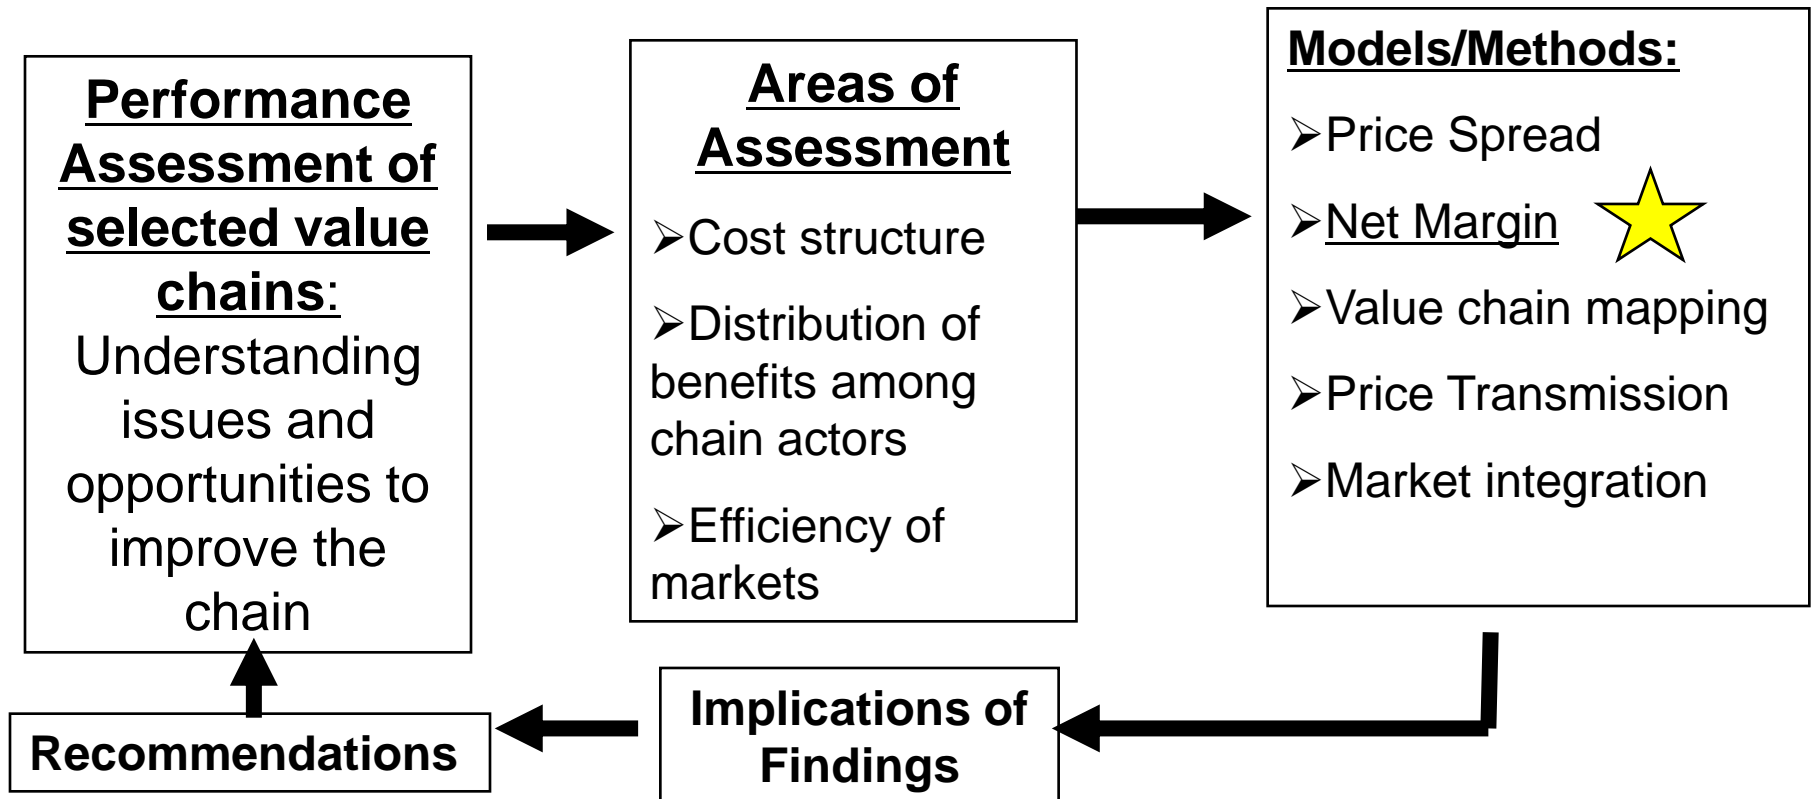 Performance
Assessment of
selected value
chains:
Understanding
issues and
opportunities to
improve the
chain
Areas of
Assessment
➢Cost structure
➢Distribution of
benefits among
chain actors
➢Efficiency of
markets
Models/Methods:
➢Price Spread
➢Net Margin
➢Value chain mapping
➢Price Transmission
➢Market integration
Implications of
Findings
Recommendations